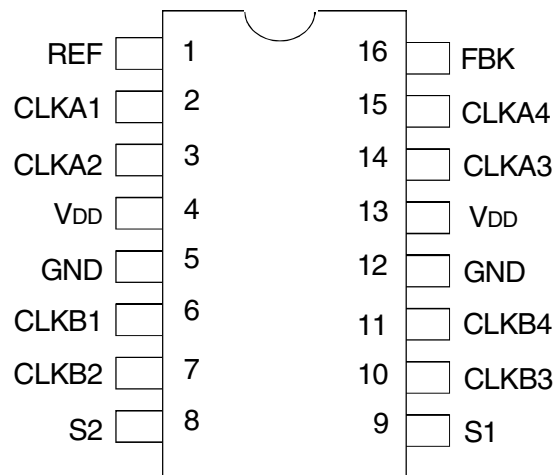 REF 1 16 FBK
CLKA1 2 15 CLKA4
CLKA2 3 14 CLKA3
VDD 4 13 VDD
GND 5 12 GND
CLKB1 6 11 CLKB4
CLKB2 7 10 CLKB3
S2 8 9 S1